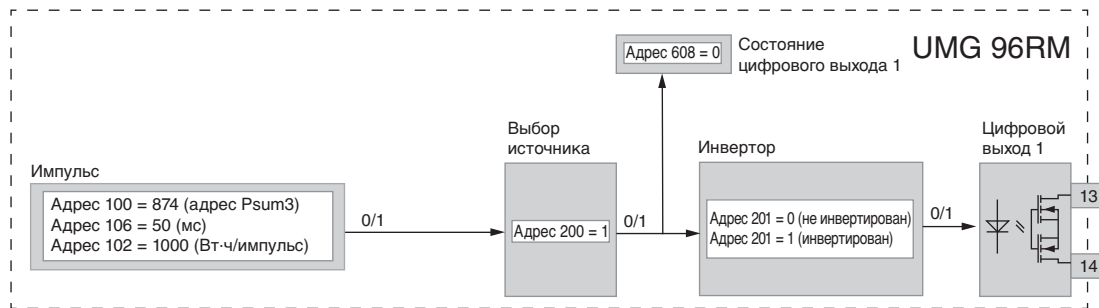 UMG 96RM
Адрес 608 = 0
Состояние
цифрового выхода 1
Импульс
Адрес 100 = 874 (адрес Psum3)
Адрес 106 = 50 (мс)
Адрес 102 = 1000 (Вт·ч/импульс)
0/1
Выбор
источника
Адрес 200 = 1
0/1
Инвертор
Адрес 201 = 0 (не инвертирован)
Адрес 201 = 1 (инвертирован)
0/1
Цифровой
выход 1
13
14